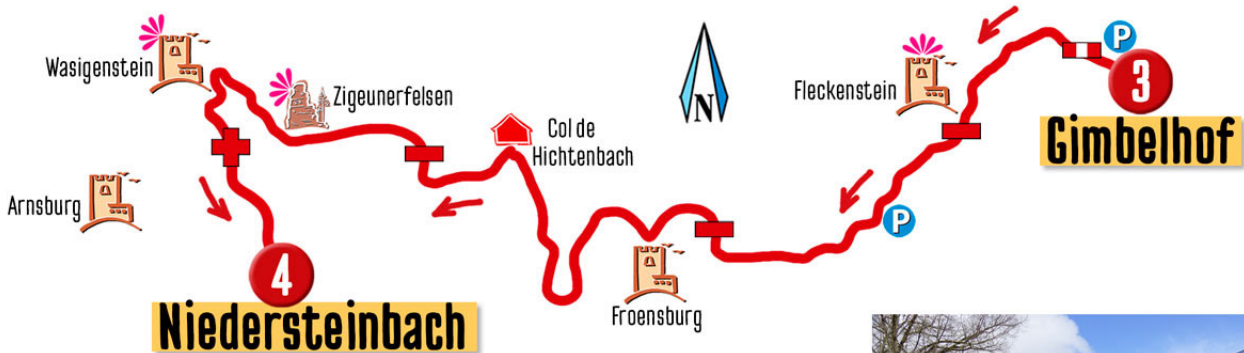 Wasigenstein
Zigeunerfelsen
N
Col de
Hichtenbach
Fleckenstein
P
3
Gimbelhof
Arnsburg
P
4
Niedersteinbach
Froensburg